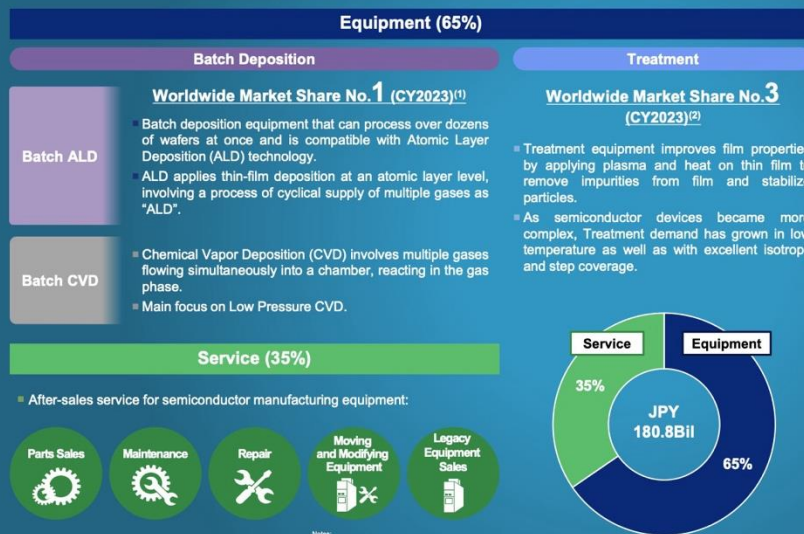 Equipment (65%)
Batch Deposition
Treatment
Batch ALD
Worldwide Market Share No.1 (CY2023)(1)
Batch deposition equipment that can process over dozens
of wafers at once and is compatible with Atomic Layer
Deposition (ALD) technology.
ALD applies thin-film deposition at an atomic layer level,
involving a process of cyclical supply of multiple gases as
“ALD”.
Batch CVD
Chemical Vapor Deposition (CVD) involves multiple gases
flowing simultaneously into a chamber, reacting in the gas
phase.
Main focus on Low Pressure CVD.
Worldwide Market Share No.3
(CY2023)(2)
Treatment equipment improves film propertie
by applying plasma and heat on thin film t
remove impurities from film and stabiliz
particles.
As semiconductor devices became mor
complex, Treatment demand has grown in low
temperature as well as with excellent isotrop
and step coverage.
Service (35%)
After-sales service for semiconductor manufacturing equipment:
Parts Sales
Maintenance
Repair
Moving
and Modifying
Equipment
Legacy
Equipment
Sales
Service
Equipment
35%
JPY
180.8Bil
65%
Notes: